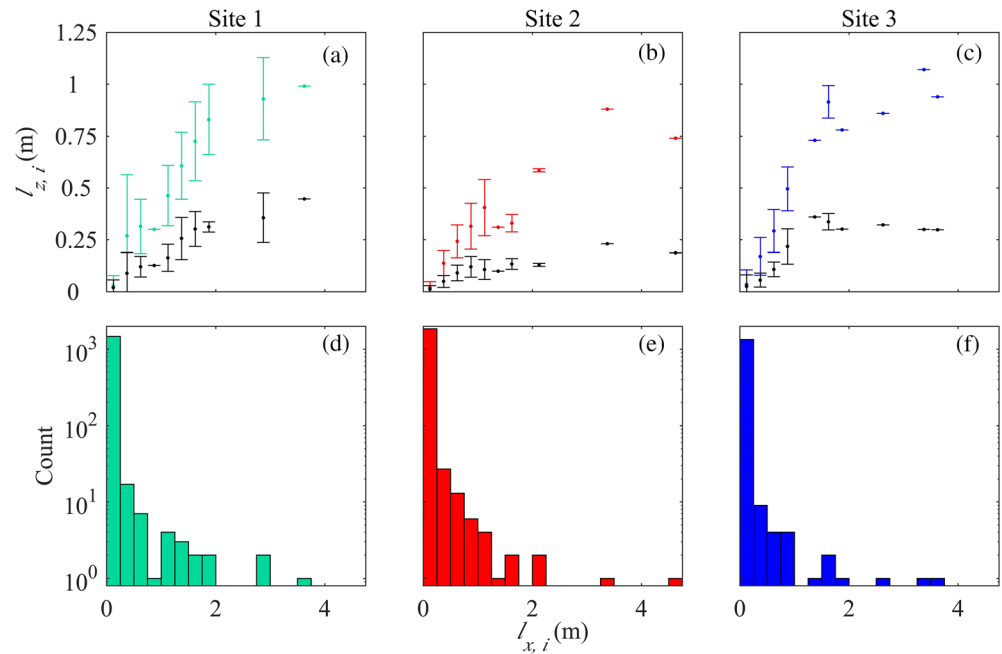 Site 1 Site 2 Site 3
(a) (b) (c)
1.25
1
0.75
0.5
0.25
0
l_{z, i} (m)
(d) (e) (f)
10^3
10^2
10^1
10^0
Count
0 2 4 0 2 4 0 2 4
l_{x, i} (m)